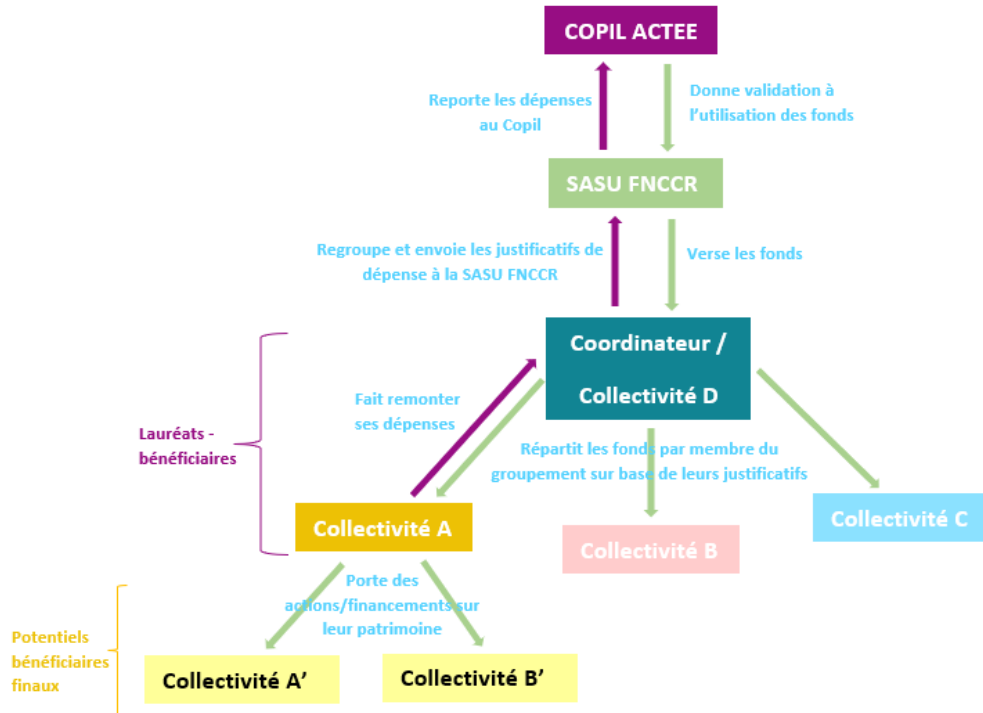 COPIL ACTEE
Reporte les dépenses
au Copil
Donne validation à
l'utilisation des fonds
SASU FNCCR
Regroupe et envoie les justificatifs de
dépense à la SASU FNCCR
Verse les fonds
Coordinateur /
Collectivité D
Fait remonter
ses dépenses
Lauréats -
bénéficiaires
Répartit les fonds par membre du
groupement sur base de leurs justificatifs
Collectivité A
Collectivité B
Collectivité C
Porte des
actions/financements sur
leur patrimoine
Potentiels
bénéficiaires
finaux
Collectivité A’
Collectivité B’